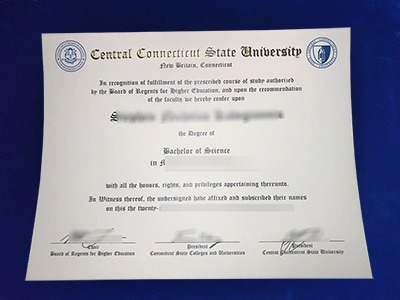 Central Connecticut State University
New Britain, Connecticut
In recognition of fulfillment of the prescribed course of study authorized
by the Board of Regents for Higher Education, and upon the recommendation
of the faculty, we hereby confer upon
the Degree of
Bachelor of Science
in
with all the honors, rights, and privileges appertaining thereunto.
In Witness thereof, the undersigned have affixed and subscribed their names
on this the twenty-
Chair President President
Board of Regents for Higher Education Connecticut State Colleges and Universities Central Connecticut State University